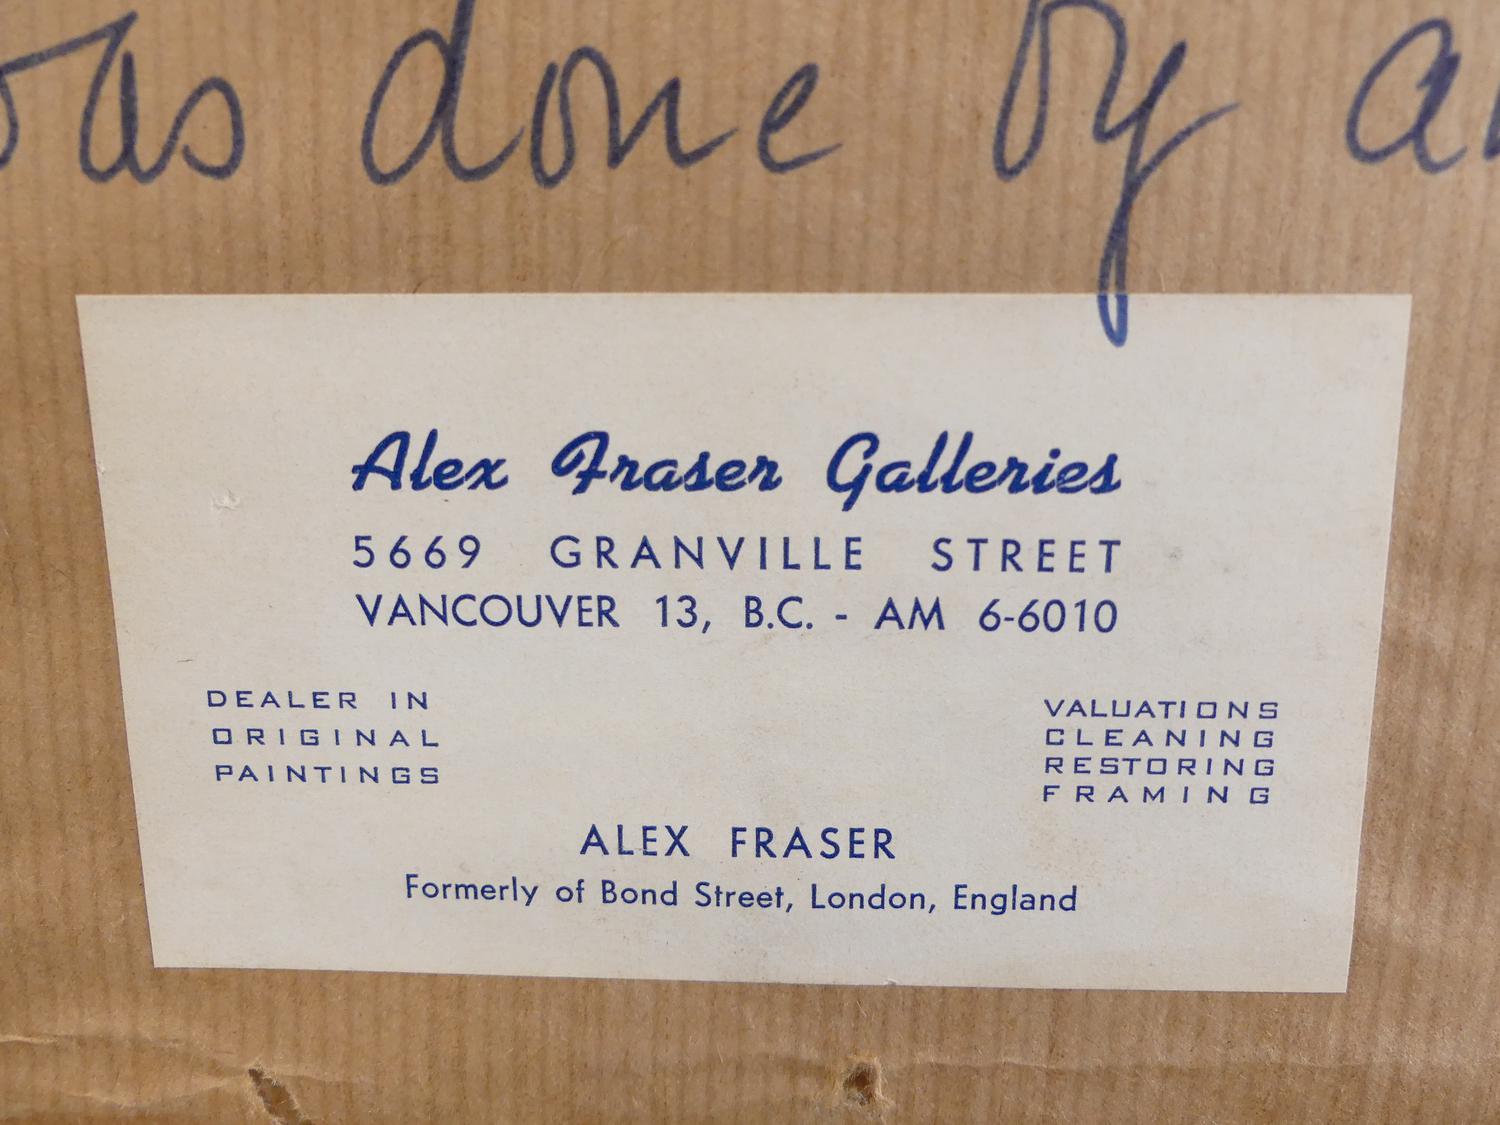 was done by a
Alex Fraser Galleries
5669 GRANVILLE STREET
VANCOUVER 13, B.C. - AM 6-6010
DEALER IN
ORIGINAL
PAINTINGS
VALUATIONS
CLEANING
RESTORING
FRAMING
ALEX FRASER
Formerly of Bond Street, London, England